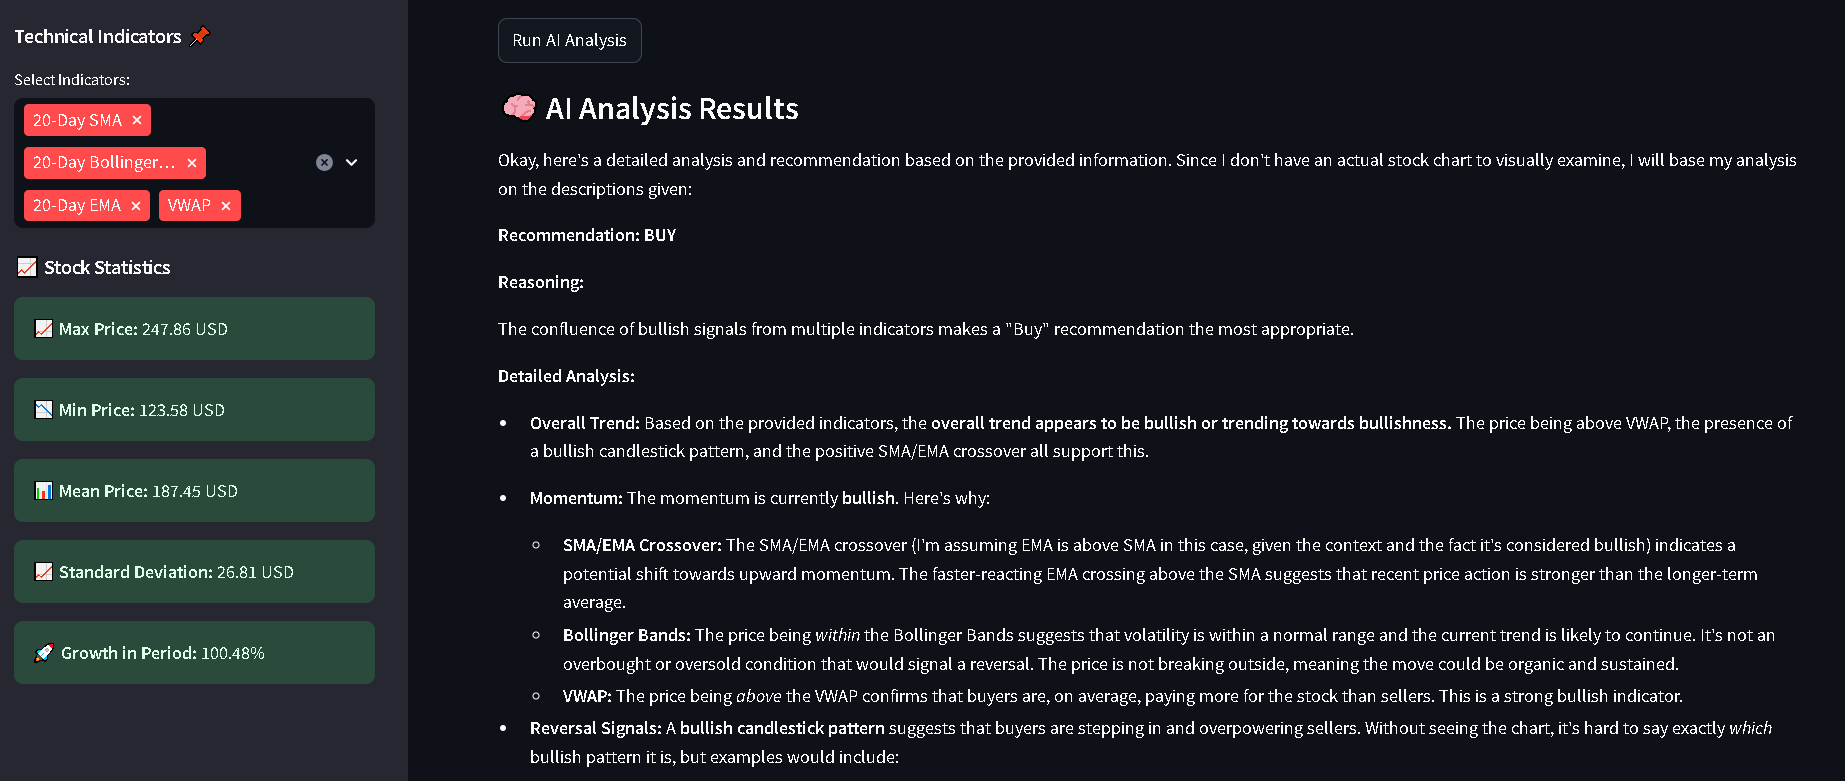 Technical Indicators
Select Indicators:
20-Day SMA ×
20-Day Bollinger... ×
20-Day EMA × VWAP ×
Stock Statistics
Max Price: 247.86 USD
Min Price: 123.58 USD
Mean Price: 187.45 USD
Standard Deviation: 26.81 USD
Growth in Period: 100.48%
Run AI Analysis
AI Analysis Results
Okay, here's a detailed analysis and recommendation based on the provided information. Since I don't have an actual stock chart to visually examine, I will base my analysis
on the descriptions given:
Recommendation: BUY
Reasoning:
The confluence of bullish signals from multiple indicators makes a "Buy" recommendation the most appropriate.
Detailed Analysis:
• Overall Trend: Based on the provided indicators, the overall trend appears to be bullish or trending towards bullishness. The price being above VWAP, the presence of
a bullish candlestick pattern, and the positive SMA/EMA crossover all support this.
• Momentum: The momentum is currently bullish. Here's why:
◦ SMA/EMA Crossover: The SMA/EMA crossover (I'm assuming EMA is above SMA in this case, given the context and the fact it's considered bullish) indicates a
potential shift towards upward momentum. The faster-reacting EMA crossing above the SMA suggests that recent price action is stronger than the longer-term
average.
◦ Bollinger Bands: The price being within the Bollinger Bands suggests that volatility is within a normal range and the current trend is likely to continue. It's not an
overbought or oversold condition that would signal a reversal. The price is not breaking outside, meaning the move could be organic and sustained.
◦ VWAP: The price being above the VWAP confirms that buyers are, on average, paying more for the stock than sellers. This is a strong bullish indicator.
• Reversal Signals: A bullish candlestick pattern suggests that buyers are stepping in and overpowering sellers. Without seeing the chart, it's hard to say exactly which
bullish pattern it is, but examples would include: